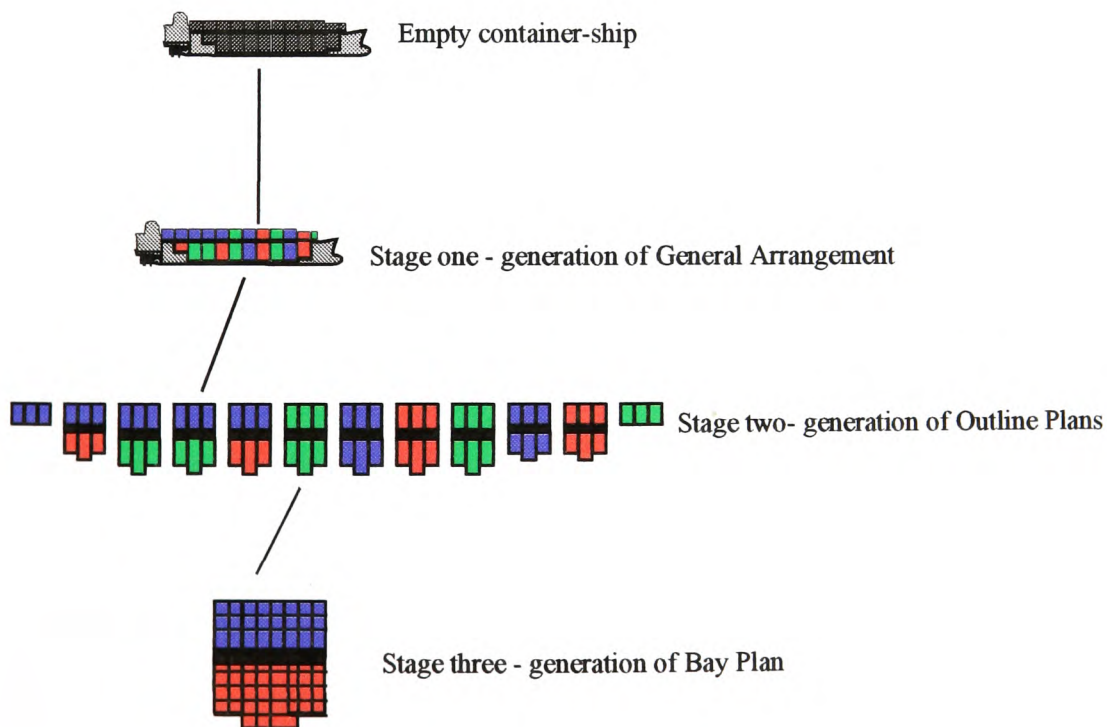 Empty container-ship
Stage one - generation of General Arrangement
Stage two- generation of Outline Plans
Stage three - generation of Bay Plan